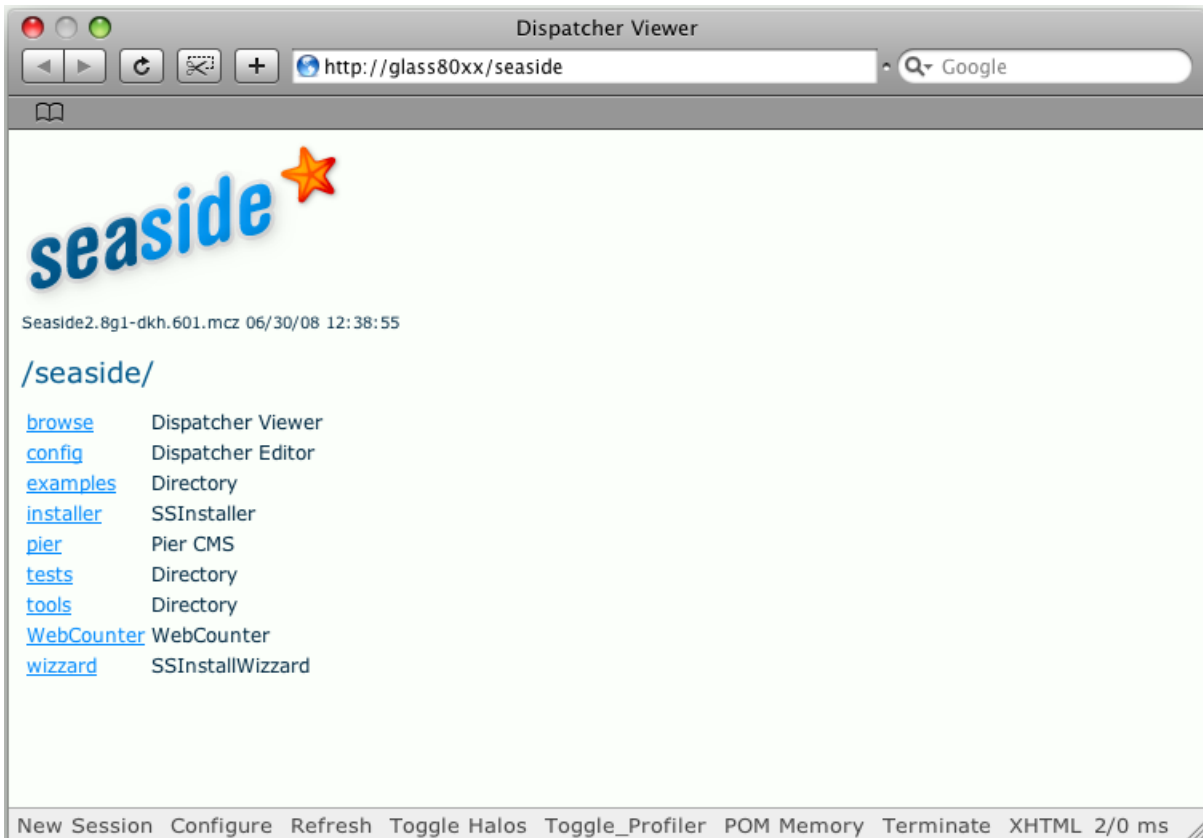 Dispatcher Viewer
http://glass80xx/seaside
Google
seaside
Seaside2.8g1-dkh.601.mcz 06/30/08 12:38:55
/seaside/
browse Dispatcher Viewer
config Dispatcher Editor
examples Directory
installer SSInstaller
pier Pier CMS
tests Directory
tools Directory
WebCounter WebCounter
wizzard SSInstallWizzard
New Session Configure Refresh Toggle Halos Toggle_Profiler POM Memory Terminate XHTML 2/0 ms